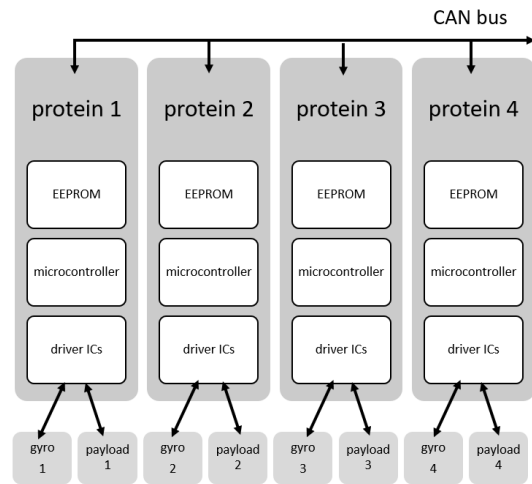 CAN bus
protein 1
protein 2
protein 3
protein 4
EEPROM
EEPROM
EEPROM
EEPROM
microcontroller
microcontroller
microcontroller
microcontroller
driver ICs
driver ICs
driver ICs
driver ICs
gyro
1
payload
1
gyro
2
payload
2
gyro
3
payload
3
gyro
4
payload
4